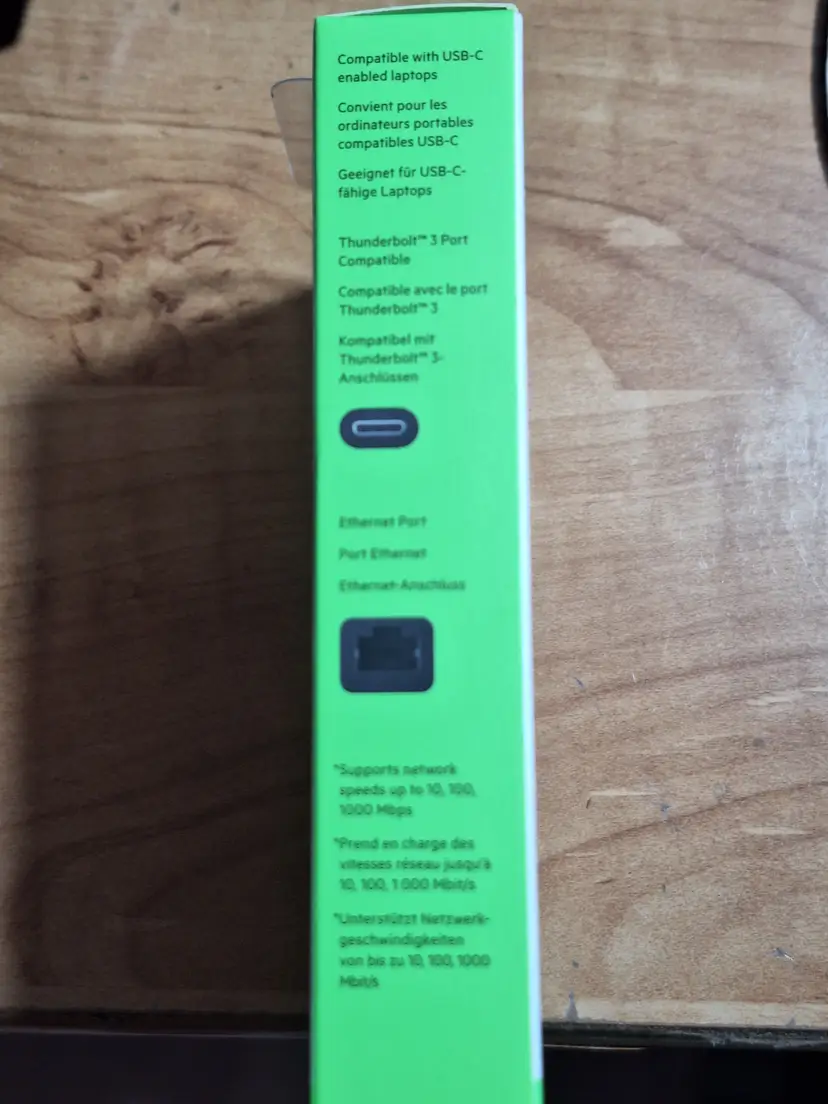 Compatible with USB-C
enabled laptops
Convient pour les
ordinateurs portables
compatibles USB-C
Geeignet für USB-C-
fähige Laptops
Thunderbolt™ 3 Port
Compatible
Compatible avec le port
Thunderbolt™ 3
Kompatibel mit
Thunderbolt™ 3-
Anschlüssen
Ethernet Port
Port Ethernet
Ethernet-Anschluss
*Supports network
speeds up to 10, 100,
1000 Mbps
*Prend en charge des
vitesses réseau jusqu'à
10, 100, 1 000 Mbit/s
*Unterstützt Netzwerk-
geschwindigkeiten
von bis zu 10, 100, 1000
Mbit/s